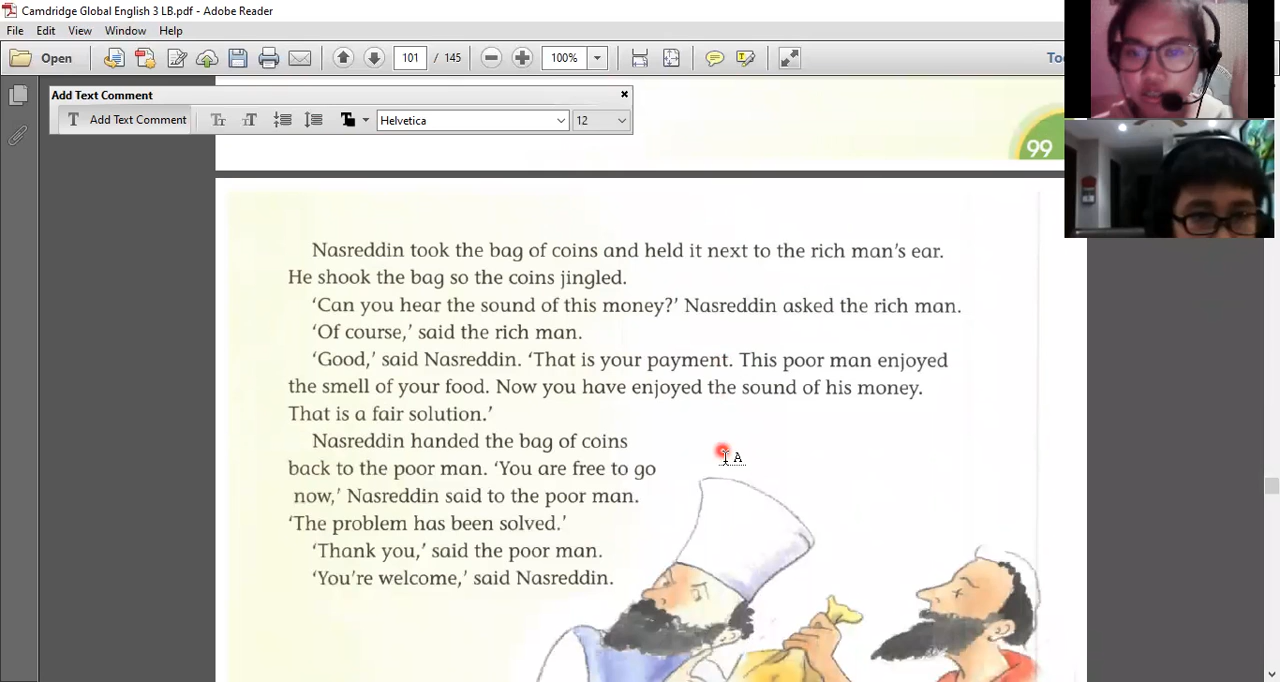 Camdridge Global English 3 LB.pdf - Adobe Reader
File Edit View Window Help
Open 101 / 145 100%
Add Text Comment
T Add Text Comment Helvetica 12
99
Nasreddin took the bag of coins and held it next to the rich man's ear.
He shook the bag so the coins jingled.
'Can you hear the sound of this money?' Nasreddin asked the rich man.
'Of course,' said the rich man.
'Good,' said Nasreddin. 'That is your payment. This poor man enjoyed
the smell of your food. Now you have enjoyed the sound of his money.
That is a fair solution.'
Nasreddin handed the bag of coins
back to the poor man. 'You are free to go
now,' Nasreddin said to the poor man.
'The problem has been solved.'
'Thank you,' said the poor man.
'You're welcome,' said Nasreddin.